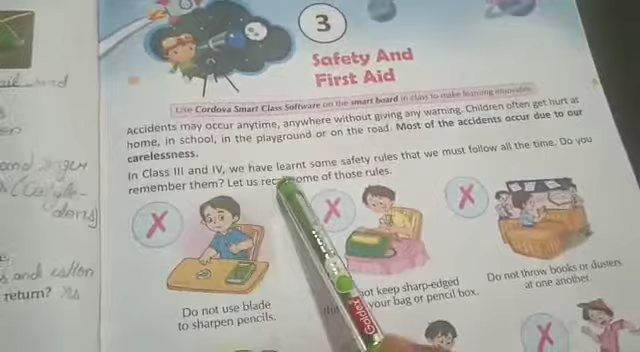 3
Safety And
First Aid
Use Cordova Smart Class Software on the smart board in class to make learning enjoyable.
Accidents may occur anytime, anywhere without giving any warning. Children often get hurt at
home, in school, in the playground or on the road. Most of the accidents occur due to our
carelessness.
In Class III and IV, we have learnt some safety rules that we must follow all the time. Do you
remember them? Let us rec some of those rules.
Do not use blade
to sharpen pencils.
not keep sharp-edged
your bag or pencil box.
Do not throw books or dusters
at one another.
Goldex
and
and
s and cotton
return?